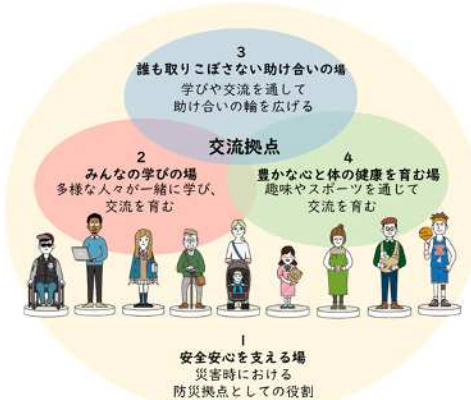 3
誰も取りこぼさない助け合いの場
学びや交流を通して
助け合いの輪を広げる
交流拠点
2
みんなの学びの場
多様な人々が一緒に学び、
交流を育む
4
豊かな心と体の健康を育む場
趣味やスポーツを通じて
交流を育む
1
安全安心を支える場
災害時における
防災拠点としての役割